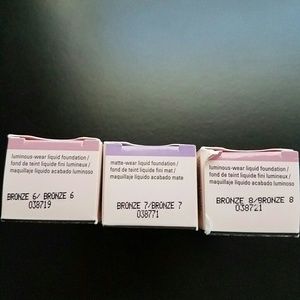 luminous-wear liquid foundation /
fond de teint liquide fini lumineux /
maquillaje líquido acabado luminoso
BRONZE 6/ BRONZE 6
038719
matte-wear liquid foundation /
fond de teint liquide fini mat /
maquillaje líquido acabado mate
BRONZE 7/BRONZE 7
038771
luminous-wear liquid foundation /
fond de teint liquide fini lumineux /
maquillaje líquido acabado luminoso
BRONZE 8/BRONZE 8
038721